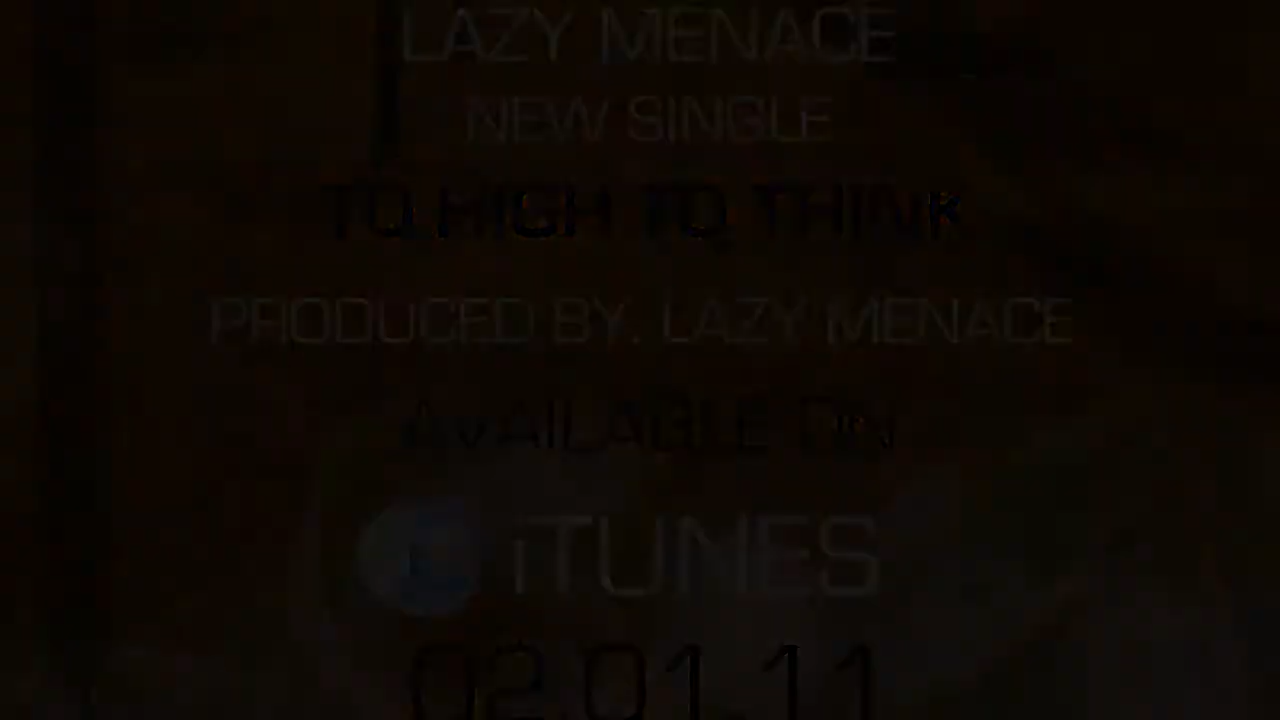 LAZY MENACE
NEW SINGLE
TO HIGH TO THINK
PRODUCED BY. LAZY MENACE
AVAILABLE ON
iTUNES
02.01.11